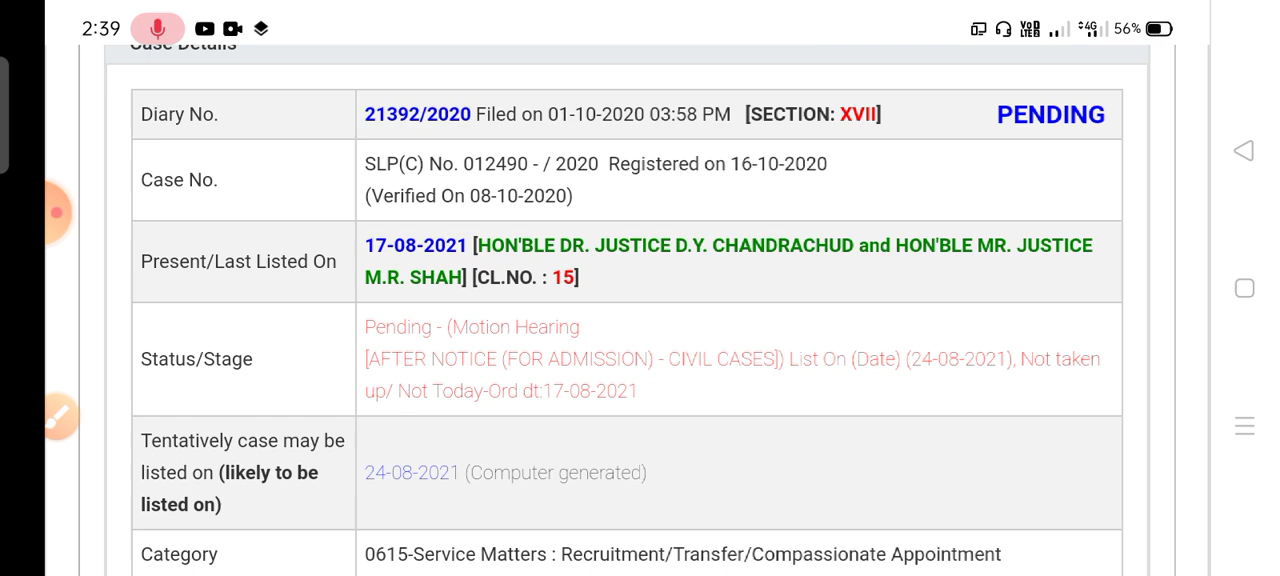 2:39
VoD LTED 4G 56%
Case Details
Diary No. 21392/2020 Filed on 01-10-2020 03:58 PM [SECTION: XVII] PENDING
Case No. SLP(C) No. 012490 - / 2020 Registered on 16-10-2020
(Verified On 08-10-2020)
Present/Last Listed On 17-08-2021 [HON'BLE DR. JUSTICE D.Y. CHANDRACHUD and HON'BLE MR. JUSTICE
M.R. SHAH] [CL.NO. : 15]
Status/Stage Pending - (Motion Hearing
[AFTER NOTICE (FOR ADMISSION) - CIVIL CASES]) List On (Date) (24-08-2021), Not taken
up/ Not Today-Ord dt:17-08-2021
Tentatively case may be
listed on (likely to be
listed on) 24-08-2021 (Computer generated)
Category 0615-Service Matters : Recruitment/Transfer/Compassionate Appointment